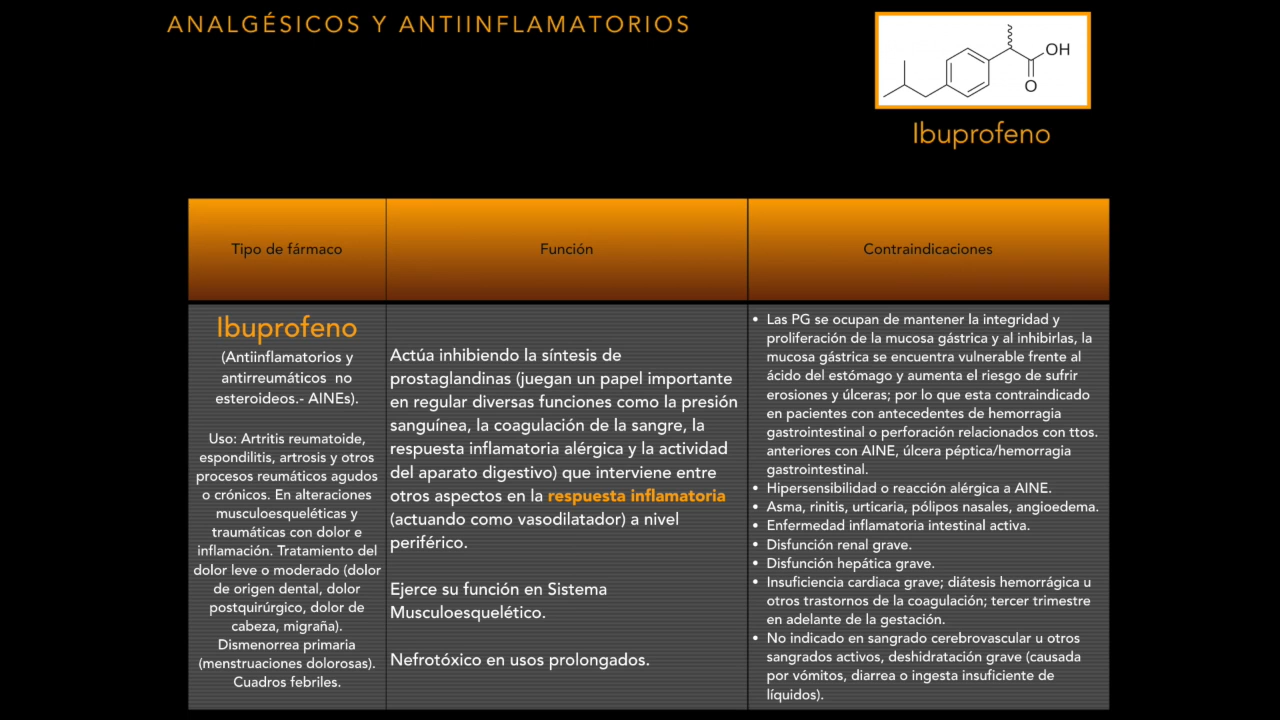 ANALGÉSICOS Y ANTIINFLAMATORIOS
OH
O
Ibuprofeno
Tipo de fármaco
Función
Contraindicaciones
Ibuprofeno
(Antiinflamatorios y
antirreumáticos no
esteroideos.- AINEs).
Uso: Artritis reumatoide,
espondilitis, artrosis y otros
procesos reumáticos agudos
o crónicos. En alteraciones
musculoesqueléticas y
traumáticas con dolor e
inflamación. Tratamiento del
dolor leve o moderado (dolor
de origen dental, dolor
postquirúrgico, dolor de
cabeza, migraña).
Dismenorrea primaria
(menstruaciones dolorosas).
Cuadros febriles.
Actúa inhibiendo la síntesis de
prostaglandinas (juegan un papel importante
en regular diversas funciones como la presión
sanguínea, la coagulación de la sangre, la
respuesta inflamatoria alérgica y la actividad
del aparato digestivo) que interviene entre
otros aspectos en la respuesta inflamatoria
(actuando como vasodilatador) a nivel
periférico.
Ejerce su función en Sistema
Musculoesquelético.
Nefrotóxico en usos prolongados.
• Las PG se ocupan de mantener la integridad y
proliferación de la mucosa gástrica y al inhibirlas, la
mucosa gástrica se encuentra vulnerable frente al
ácido del estómago y aumenta el riesgo de sufrir
erosiones y úlceras; por lo que esta contraindicado
en pacientes con antecedentes de hemorragia
gastrointestinal o perforación relacionados con ttos.
anteriores con AINE, úlcera péptica/hemorragia
gastrointestinal.
• Hipersensibilidad o reacción alérgica a AINE.
• Asma, rinitis, urticaria, pólipos nasales, angioedema.
• Enfermedad inflamatoria intestinal activa.
• Disfunción renal grave.
• Disfunción hepática grave.
• Insuficiencia cardiaca grave; diátesis hemorrágica u
otros trastornos de la coagulación; tercer trimestre
en adelante de la gestación.
• No indicado en sangrado cerebrovascular u otros
sangrados activos, deshidratación grave (causada
por vómitos, diarrea o ingesta insuficiente de
líquidos).